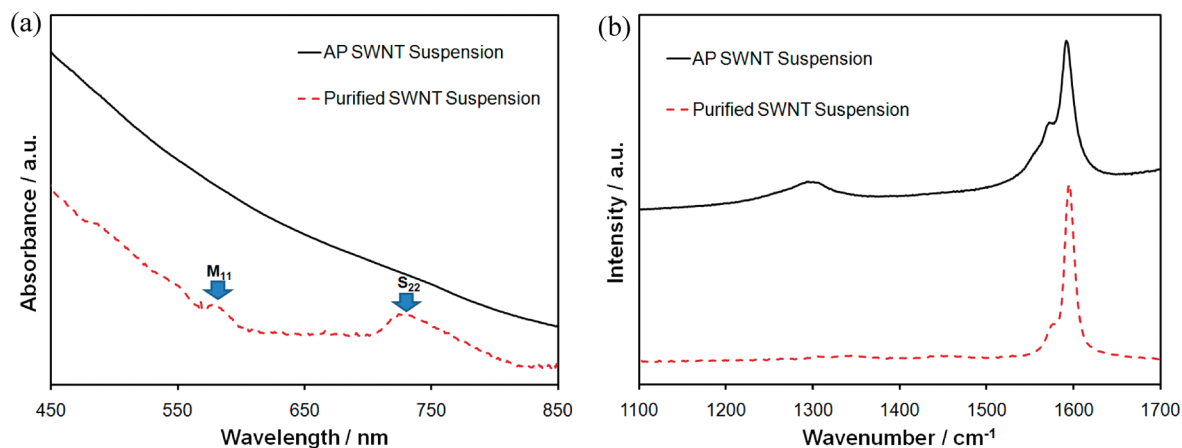 (a)
AP SWNT Suspension
Purified SWNT Suspension
M₁₁
S₂₂
Absorbance / a.u.
450 550 650 750 850
Wavelength / nm
(b)
AP SWNT Suspension
Purified SWNT Suspension
Intensity / a.u.
1100 1200 1300 1400 1500 1600 1700
Wavenumber / cm⁻¹